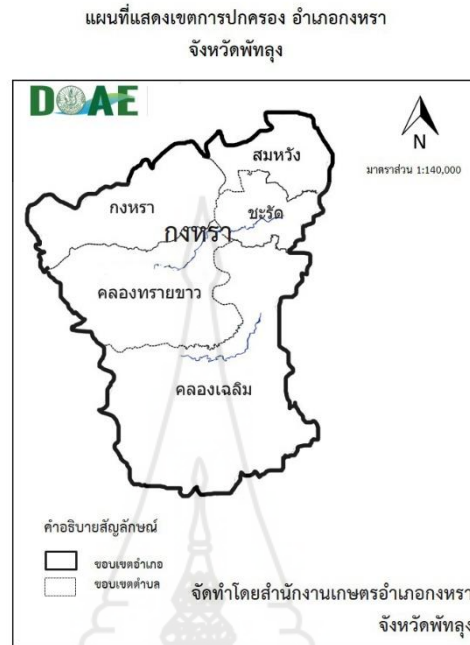 แผนที่แสดงเขตการปกครอง อำเภอกงหรา
จังหวัดพัทลุง
DOAE
N
มาตราส่วน 1:140,000
สมหวัง
กงหรา
ชะรัด
กงหรา
คลองทรายขาว
คลองเฉลิม
คำอธิบายสัญลักษณ์
ขอบเขตอำเภอ
ขอบเขตตำบล
จัดทำโดยสำนักงานเกษตรอำเภอกงหรา
จังหวัดพัทลุง